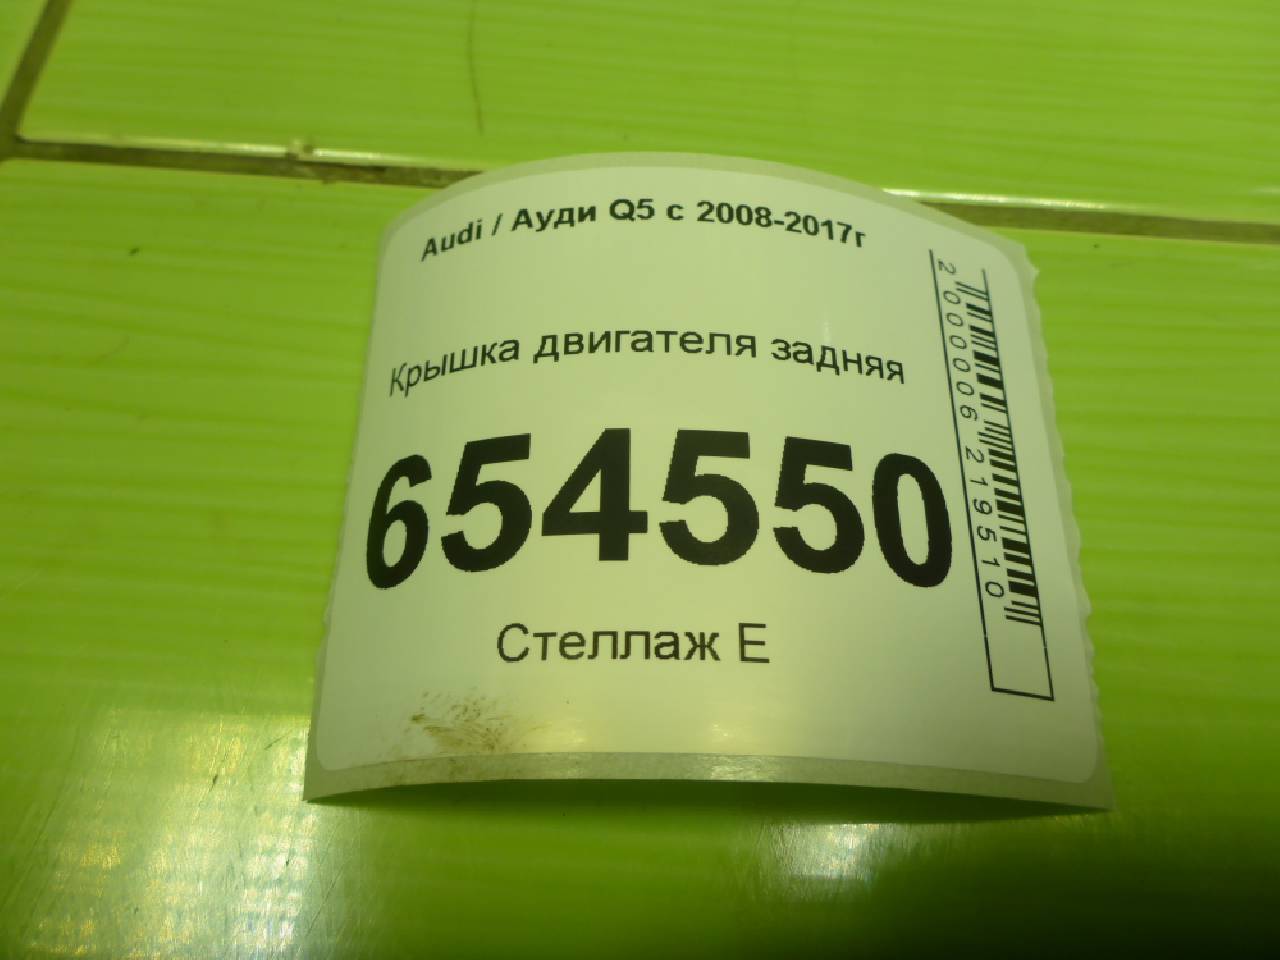 Audi / Ауди Q5 с 2008-2017г
Крышка двигателя задняя
654550
Стеллаж Е
2000006219510